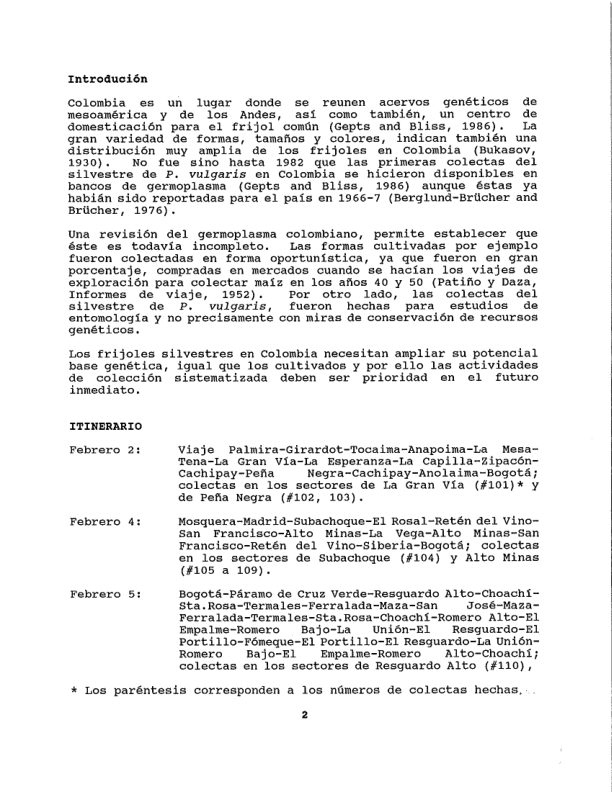 Introdución
Colombia es un lugar donde se reunen acervos genéticos de
mesoamérica y de los Andes, así como también, un centro de
domesticación para el frijol común (Gepts and Bliss, 1986). La
gran variedad de formas, tamaños y colores, indican también una
distribución muy amplia de los frijoles en Colombia (Bukasov,
1930). No fue sino hasta 1982 que las primeras colectas del
silvestre de P. vulgaris en Colombia se hicieron disponibles en
bancos de germoplasma (Gepts and Bliss, 1986) aunque éstas ya
habián sido reportadas para el país en 1966-7 (Berglund-Brücher and
Brücher, 1976).
Una revisión del germoplasma colombiano, permite establecer que
éste es todavía incompleto. Las formas cultivadas por ejemplo
fueron colectadas en forma oportunística, ya que fueron en gran
porcentaje, compradas en mercados cuando se hacían los viajes de
exploración para colectar maíz en los años 40 y 50 (Patiño y Daza,
Informes de viaje, 1952). Por otro lado, las colectas del
silvestre de P. vulgaris, fueron hechas para estudios de
entomología y no precisamente con miras de conservación de recursos
genéticos.
Los frijoles silvestres en Colombia necesitan ampliar su potencial
base genética, igual que los cultivados y por ello las actividades
de colección sistematizada deben ser prioridad en el futuro
inmediato.
ITINERARIO
Febrero 2: Viaje Palmira-Girardot-Tocaima-Anapoima-La Mesa-
Tena-La Gran Vía-La Esperanza-La Capilla-Zipacón-
Cachipay-Peña Negra-Cachipay-Anolaima-Bogotá;
colectas en los sectores de La Gran Vía (#101)* y
de Peña Negra (#102, 103).
Febrero 4: Mosquera-Madrid-Subachoque-El Rosal-Retén del Vino-
San Francisco-Alto Minas-La Vega-Alto Minas-San
Francisco-Retén del Vino-Siberia-Bogotá; colectas
en los sectores de Subachoque (#104) y Alto Minas
(#105 a 109).
Febrero 5: Bogotá-Páramo de Cruz Verde-Resguardo Alto-Choachí-
Sta.Rosa-Termales-Ferralada-Maza-San José-Maza-
Ferralada-Termales-Sta.Rosa-Choachí-Romero Alto-El
Empalme-Romero Bajo-La Unión-El Resguardo-El
Portillo-Fómeque-El Portillo-El Resguardo-La Unión-
Romero Bajo-El Empalme-Romero Alto-Choachí;
colectas en los sectores de Resguardo Alto (#110),
* Los paréntesis corresponden a los números de colectas hechas.
2